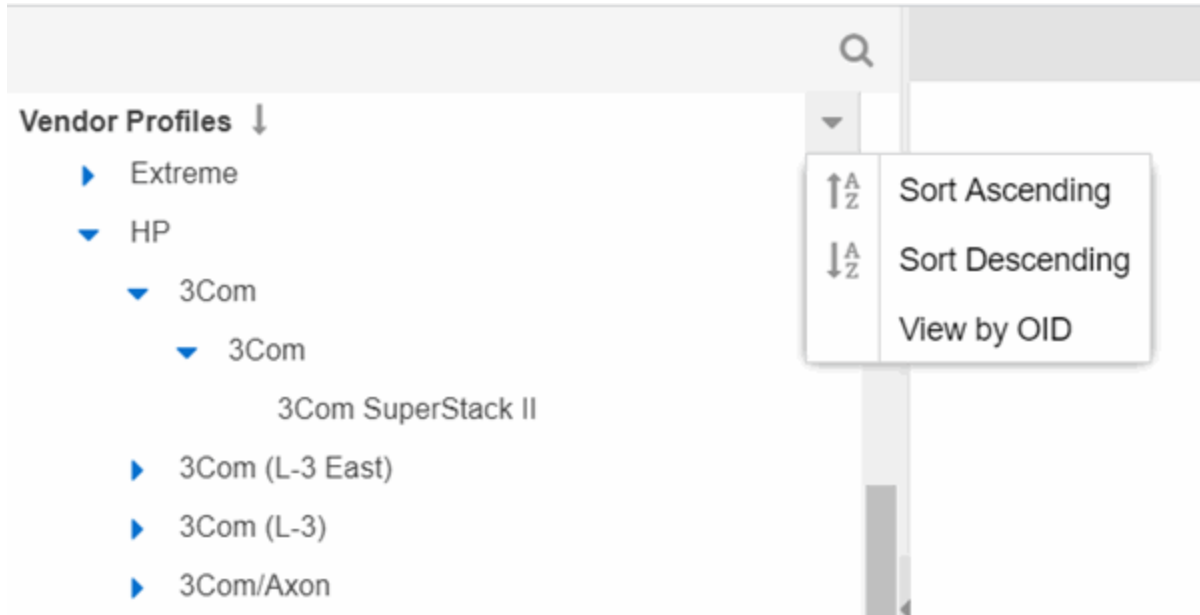 Vendor Profiles
Extreme
HP
3Com
3Com
3Com SuperStack II
3Com (L-3 East)
3Com (L-3)
3Com/Axon
Sort Ascending
Sort Descending
View by OID